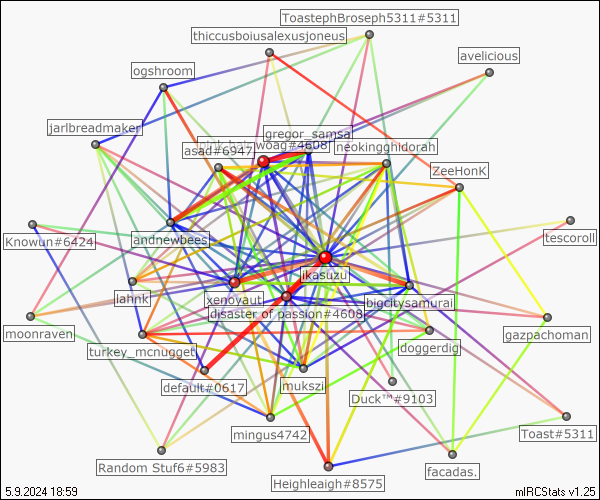 ToastephBroseph5311#5311
thiccusboiusalexusjoneus
avelicious
ogshroom
jarlbreadmaker
gregor_samsa
woag#4608
asad#6947
neokingghidorah
ZeeHonK
Knowun#6424
andnewbees
tescoroll
jikasuzu
iahnk
xenovaut
bigcitysamurai
moonraven
disaster of passion#4608
gazpachoman
turkey_mcnugget
doggerdig
default#0617
mukszi
Duck™#9103
mingus4742
Toast#5311
Random Stuf6#5983
facadas.
Heighleaigh#8575
5.9.2024 18:59
mIRCStats v1.25